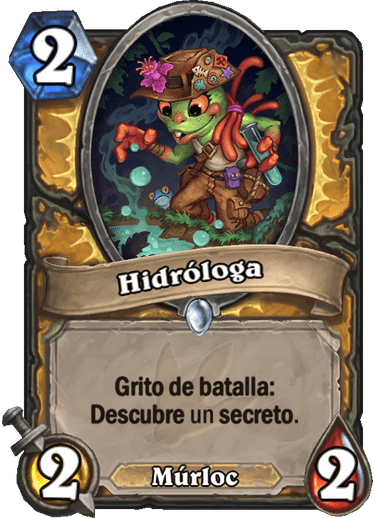 2
Hidróloga
Grito de batalla:
Descubre un secreto.
2
Múrloc
2